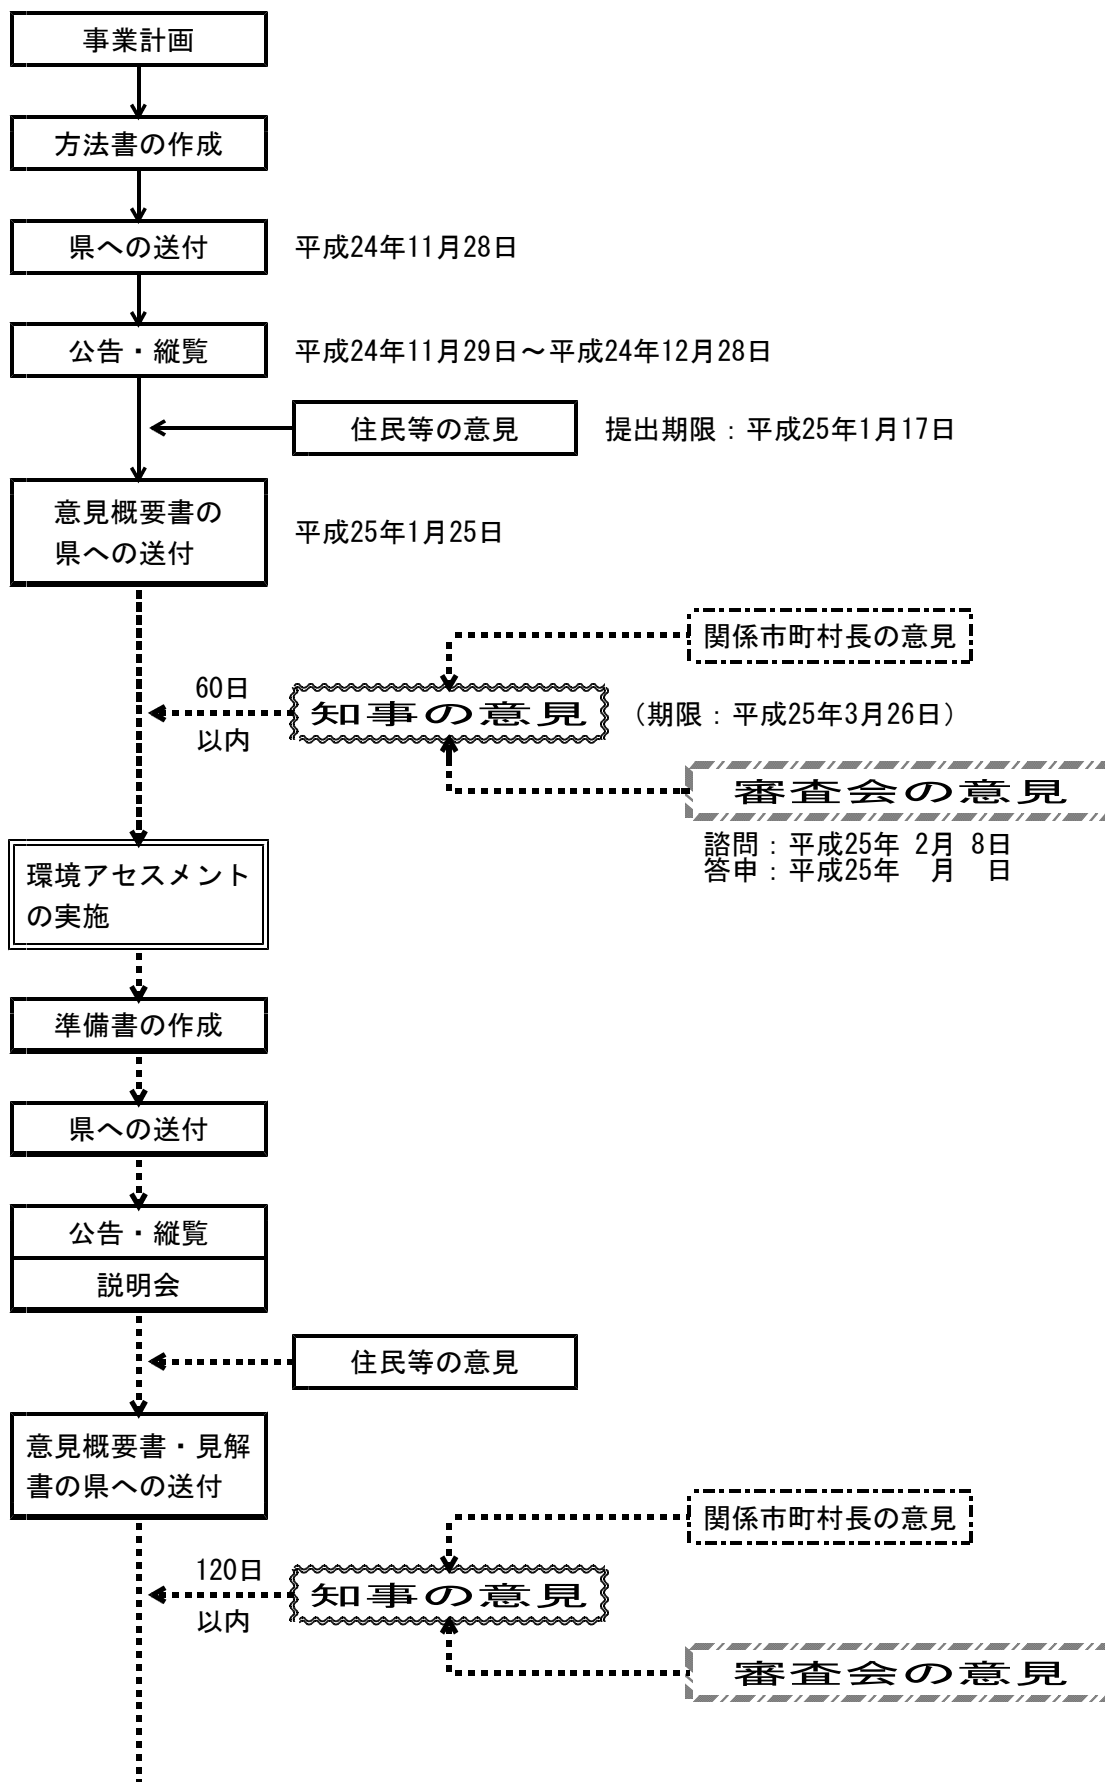 事業計画
方法書の作成
県への送付
平成24年11月28日
公告・縦覧
平成24年11月29日~平成24年12月28日
住民等の意見
提出期限:平成25年1月17日
意見概要書の
県への送付
平成25年1月25日
関係市町村長の意見
60日
以内
知事の意見
(期限:平成25年3月26日)
審査会の意見
諮問:平成25年 2月 8日
答申:平成25年 月 日
環境アセスメント
の実施
準備書の作成
県への送付
公告・縦覧
説明会
住民等の意見
意見概要書・見解
書の県への送付
関係市町村長の意見
120日
以内
知事の意見
審査会の意見